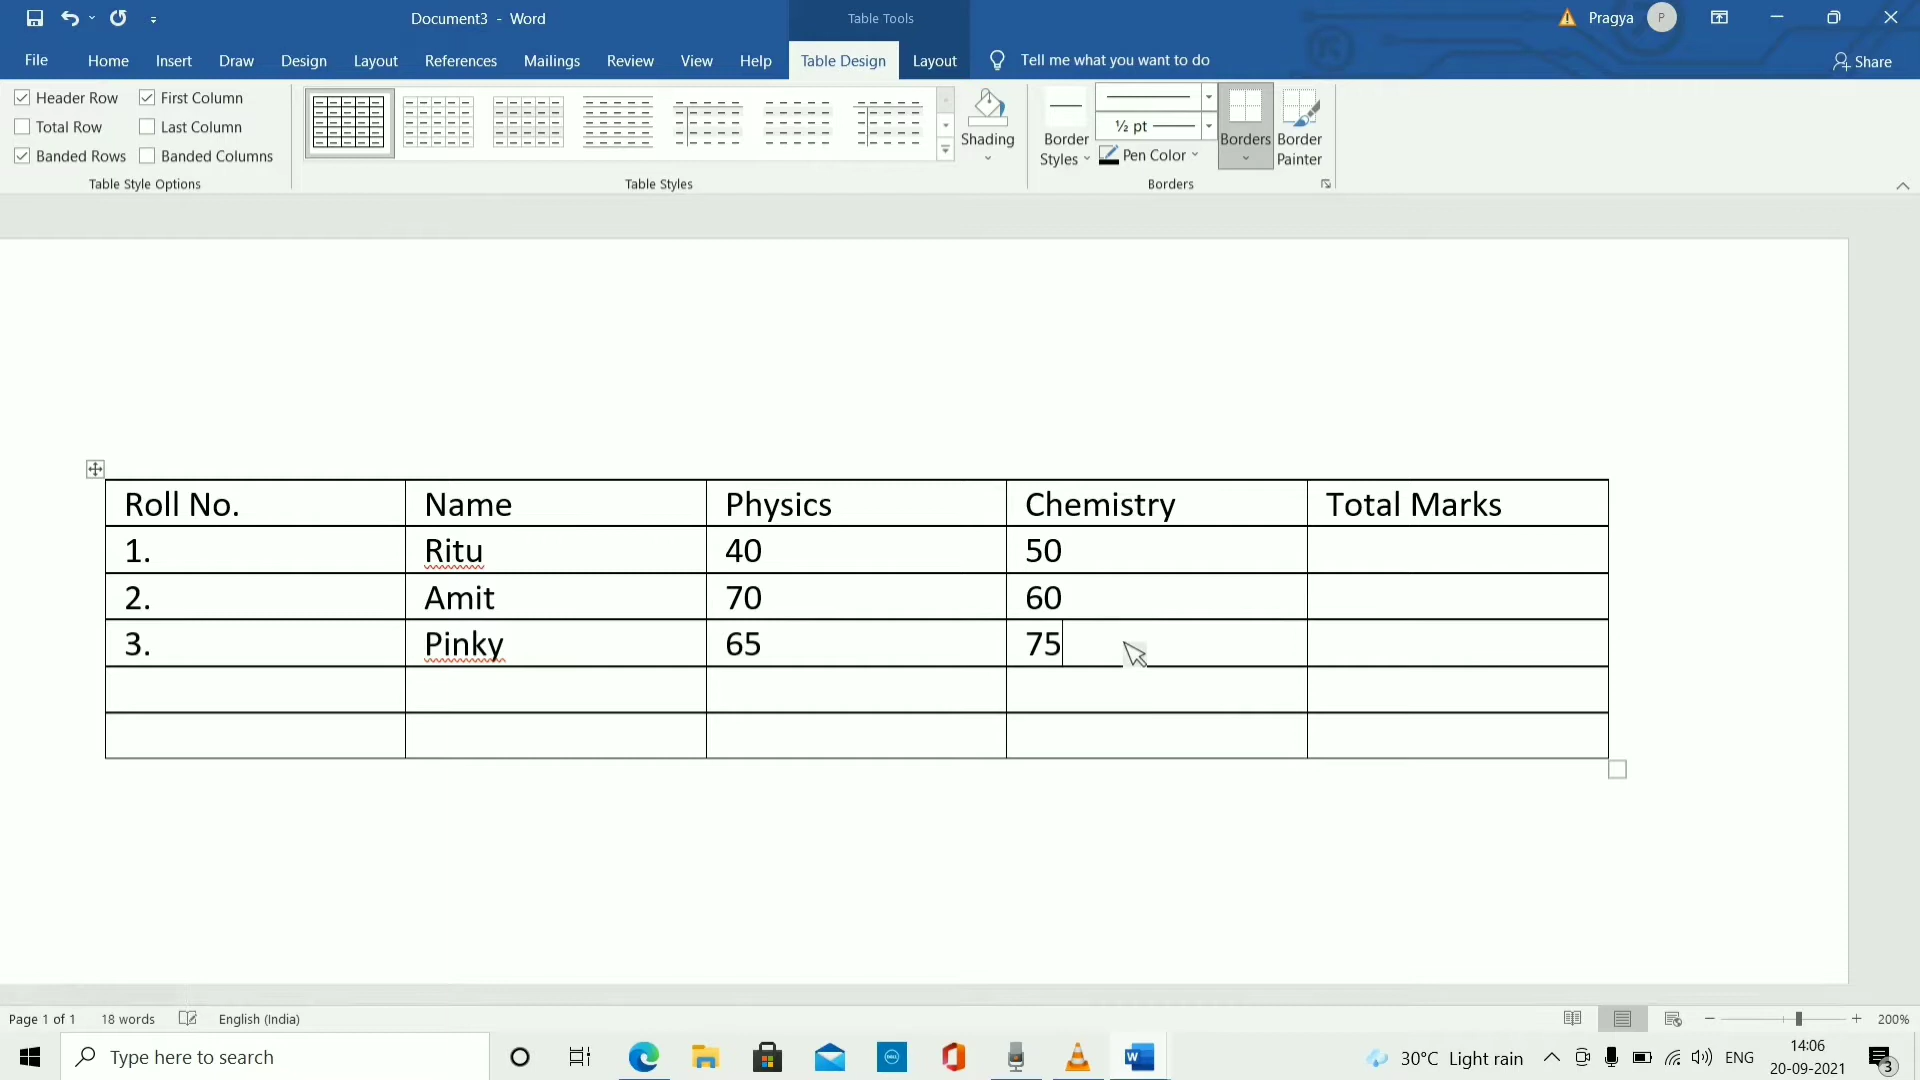 Document3 - Word
Table Tools
Pragya
P
File Home Insert Draw Design Layout References Mailings Review View Help Table Design Layout Tell me what you want to do Share
Header Row First Column
Total Row Last Column
Banded Rows Banded Columns
Table Style Options
Table Styles
Shading
Border
Styles
½ pt
Pen Color
Borders
Border
Painter
Borders
Roll No. Name Physics Chemistry Total Marks
1. Ritu 40 50
2. Amit 70 60
3. Pinky 65 75
Page 1 of 1 18 words English (India) 200%
Type here to search
W
30°C Light rain
ENG
14:06
20-09-2021
3